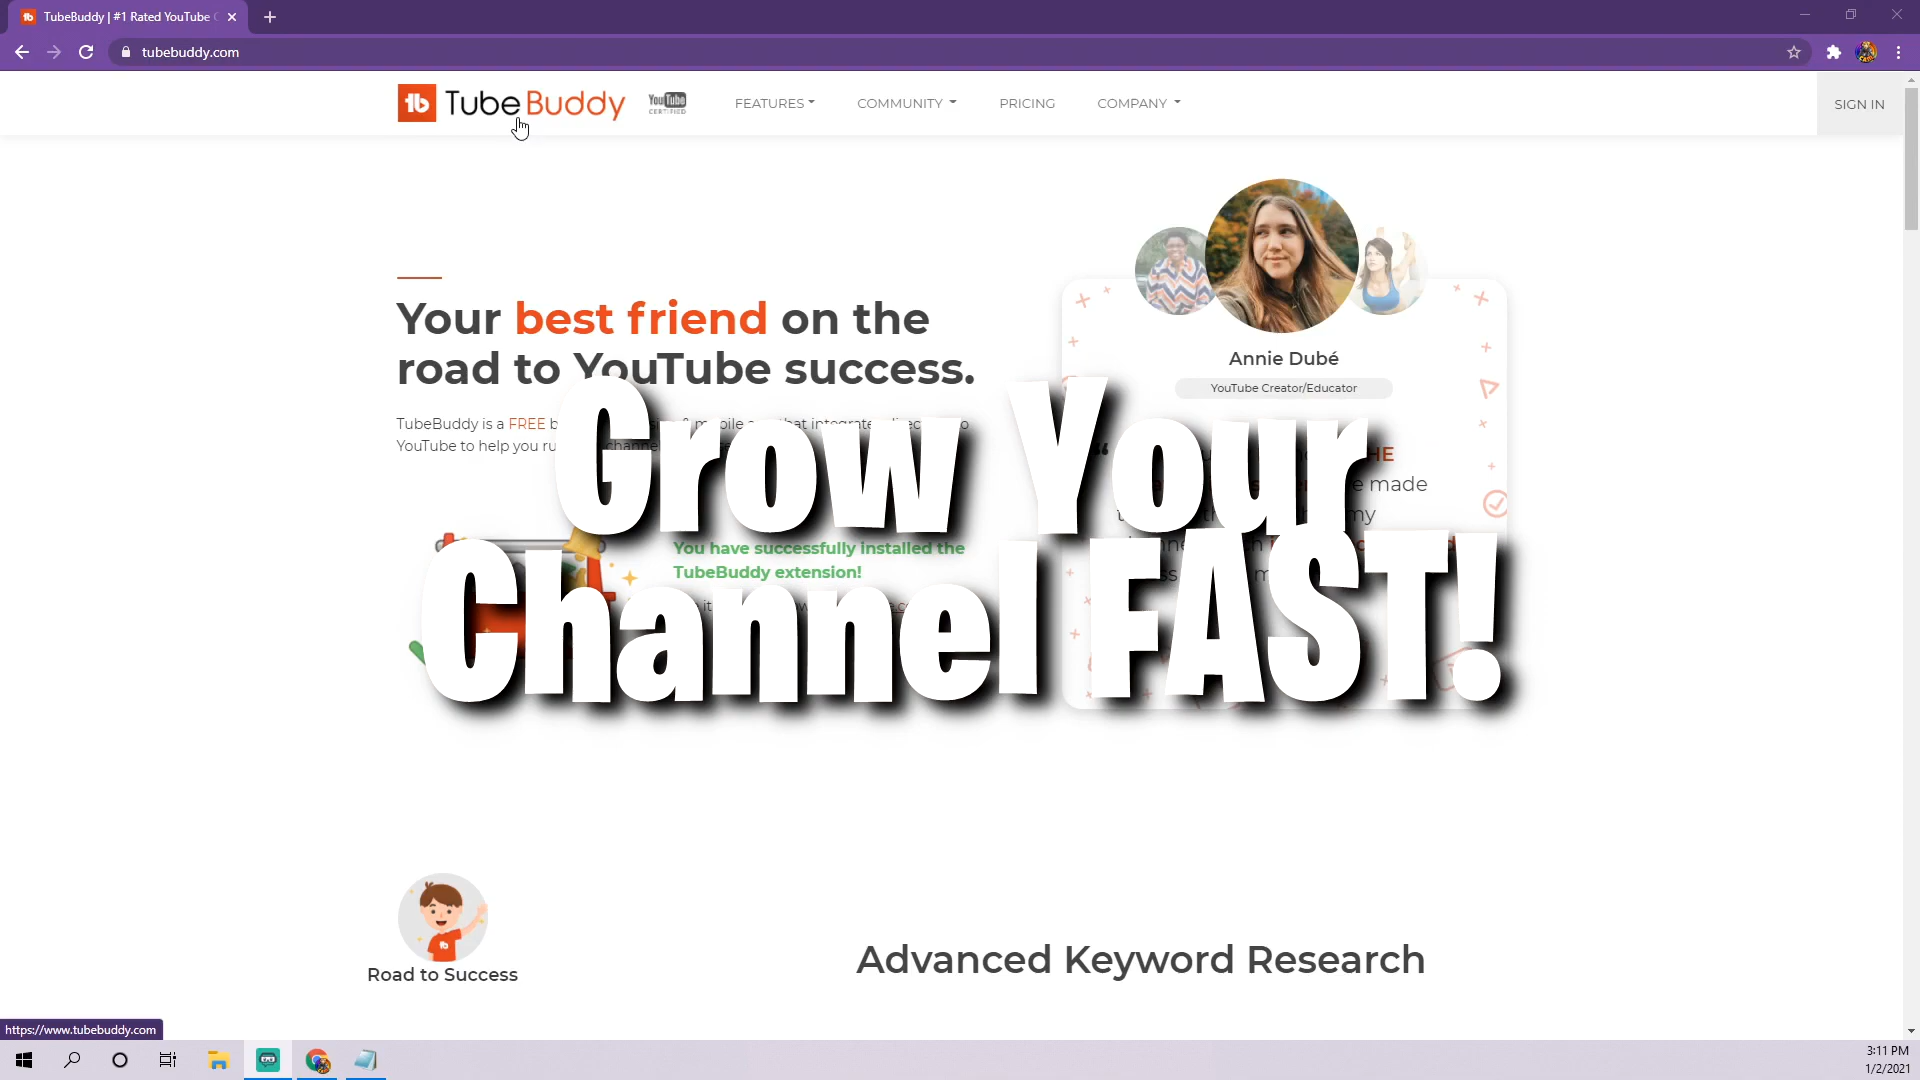 TubeBuddy | #1 Rated YouTube
tubebuddy.com
TubeBuddy
YouTube
CERTIFIED
FEATURES
COMMUNITY
PRICING
COMPANY
SIGN IN
Your best friend on the
road to YouTube success.
TubeBuddy is a FREE
YouTube to help you
Annie Dubé
YouTube Creator/Educator
made
my
Grow Your
Channel FAST!
You have successfully installed the
TubeBuddy extension!
Road to Success
Advanced Keyword Research
https://www.tubebuddy.com
3:11 PM
1/2/2021